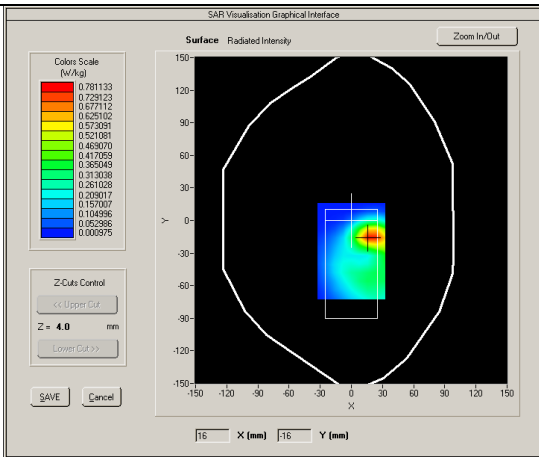 SAR Visualisation Graphical Interface
Surface Radiated Intensity
Zoom In/Out
Colors Scale
(W/kg)
0.781133
0.729123
0.677112
0.625102
0.573091
0.521081
0.469070
0.417059
0.365049
0.313038
0.261028
0.209017
0.157007
0.104996
0.052986
0.000975
Z-Cuts Control
<< Upper Cut
Z = 4.0 mm
Lower Cut >>
SAVE Cancel
150
120
90
60
30
0
-30
-60
-90
-120
-150
Y
-150 -120 -90 -60 -30 0 30 60 90 120 150
X
16 X (mm) -16 Y (mm)